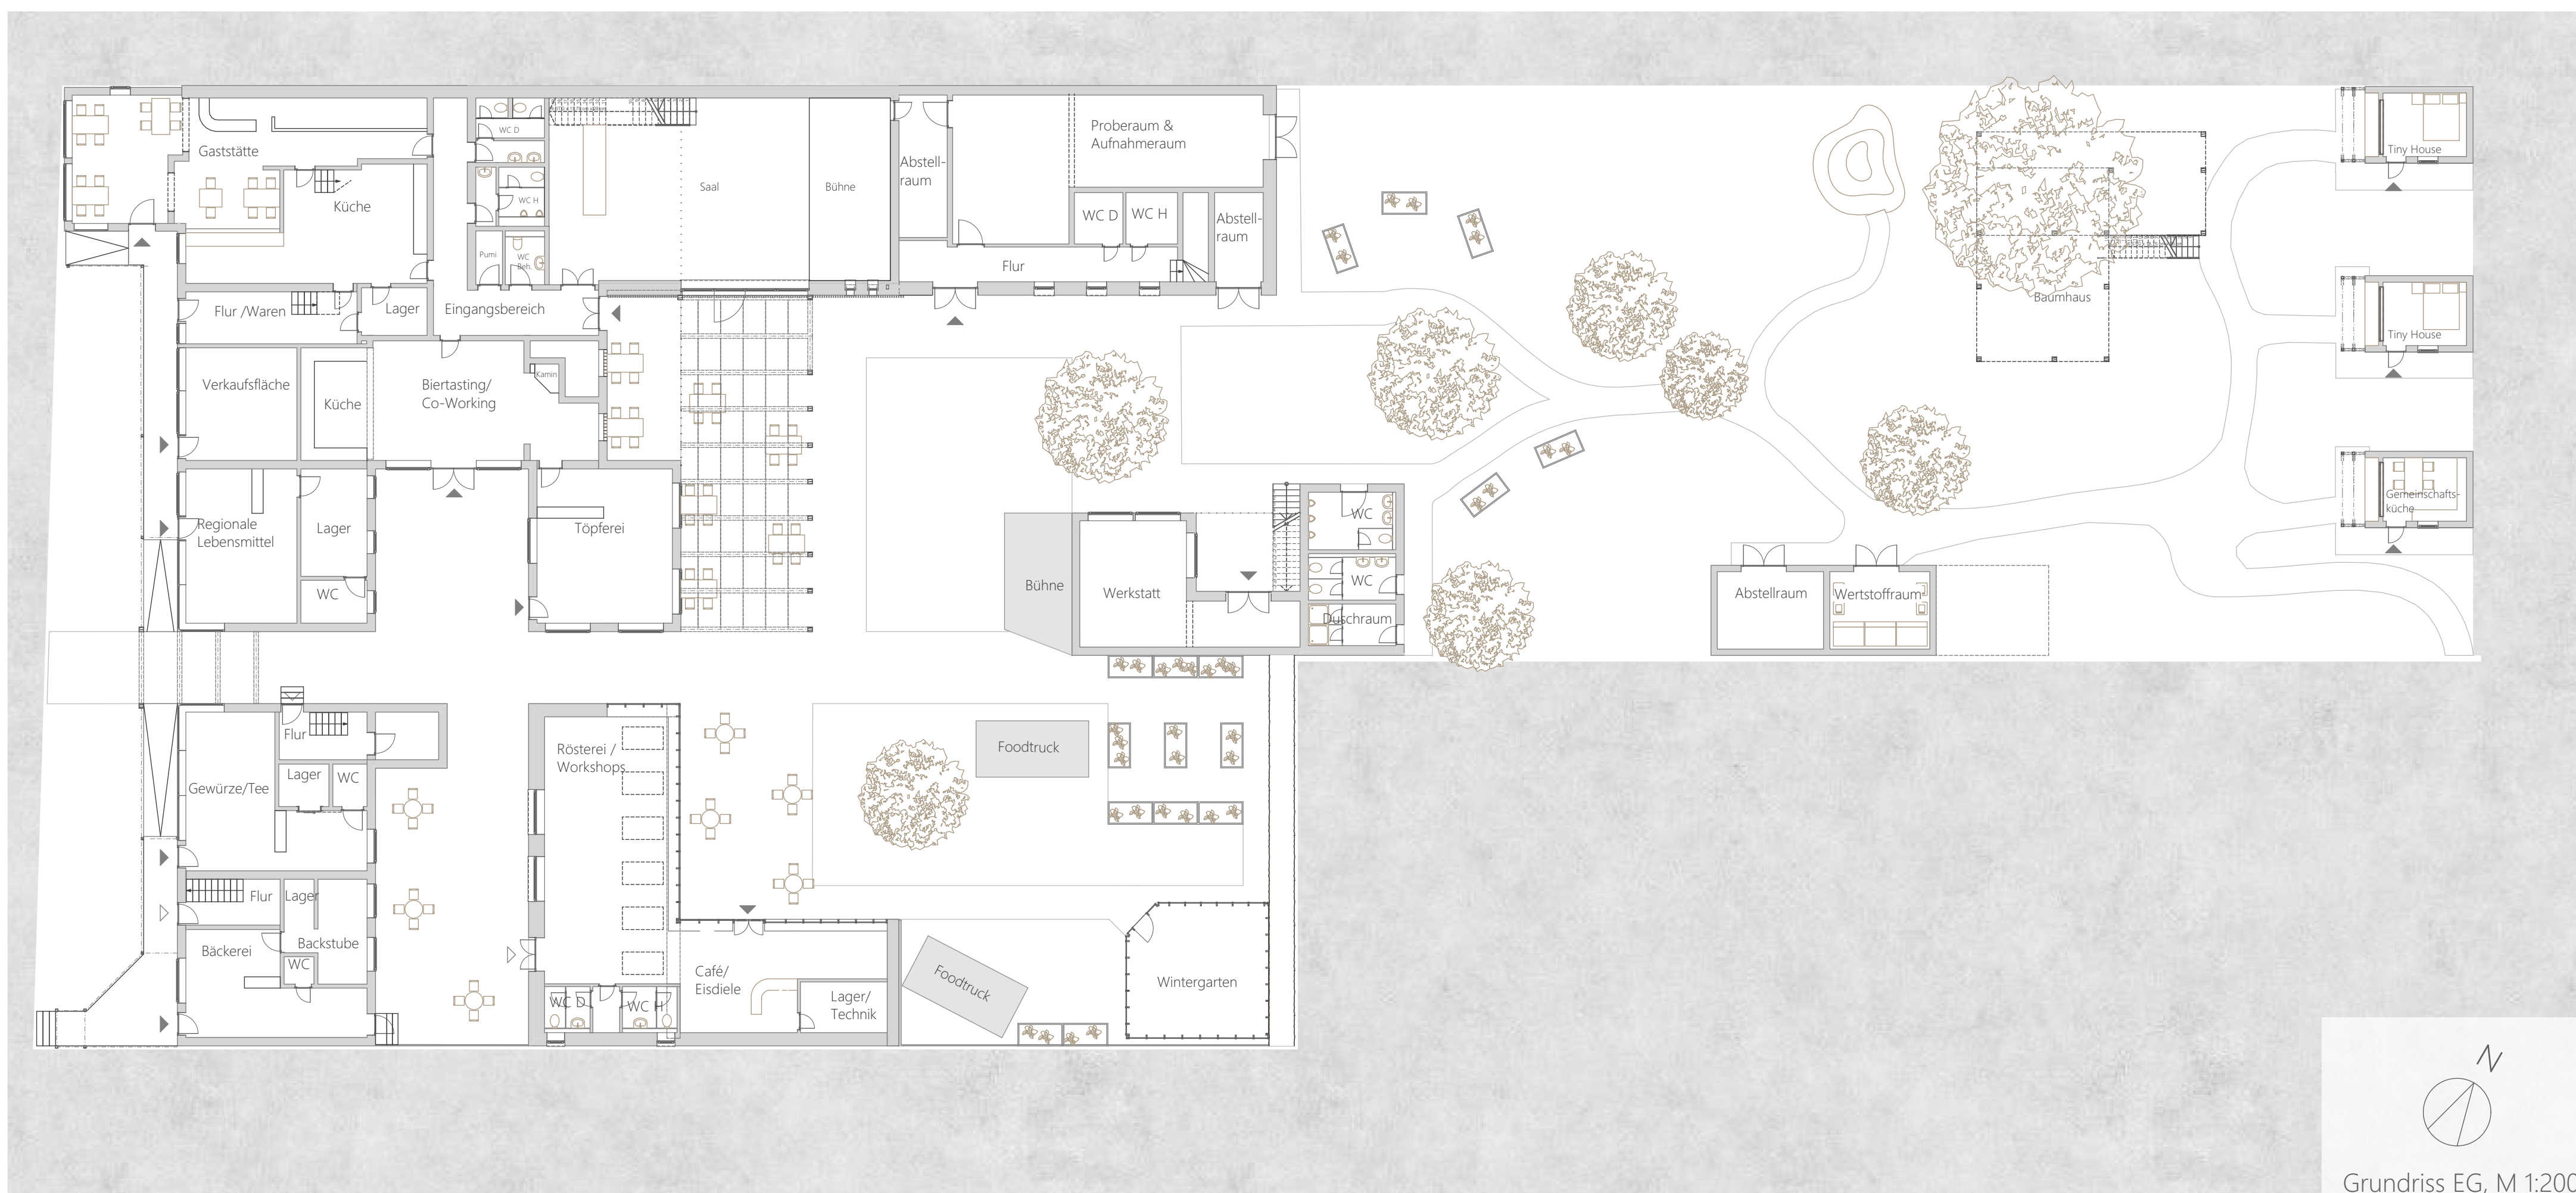 WC D
Gaststätte
Küche
WC H
Pumi
WC
Beh.
Saal
Bühne
Abstell-
raum
Proberaum &
Aufnahmeraum
WC D
WC H
Abstell-
raum
Flur
Flur /Waren
Lager
Eingangsbereich
Verkaufsfläche
Küche
Biertasting/
Co-Working
Kamin
Regionale
Lebensmittel
Lager
WC
Töpferei
Bühne
Werkstatt
WC
WC
Duschraum
Baumhaus
Tiny House
Tiny House
Gemeinschafts-
küche
Abstellraum
Wertstoffraum
Flur
Lager
WC
Gewürze/Tee
Flur
Lager
Bäckerei
Backstube
WC
Rösterei /
Workshops
WC D
WC H
Café/
Eisdiele
Lager/
Technik
Foodtruck
Foodtruck
Wintergarten
N
Grundriss EG, M 1:200